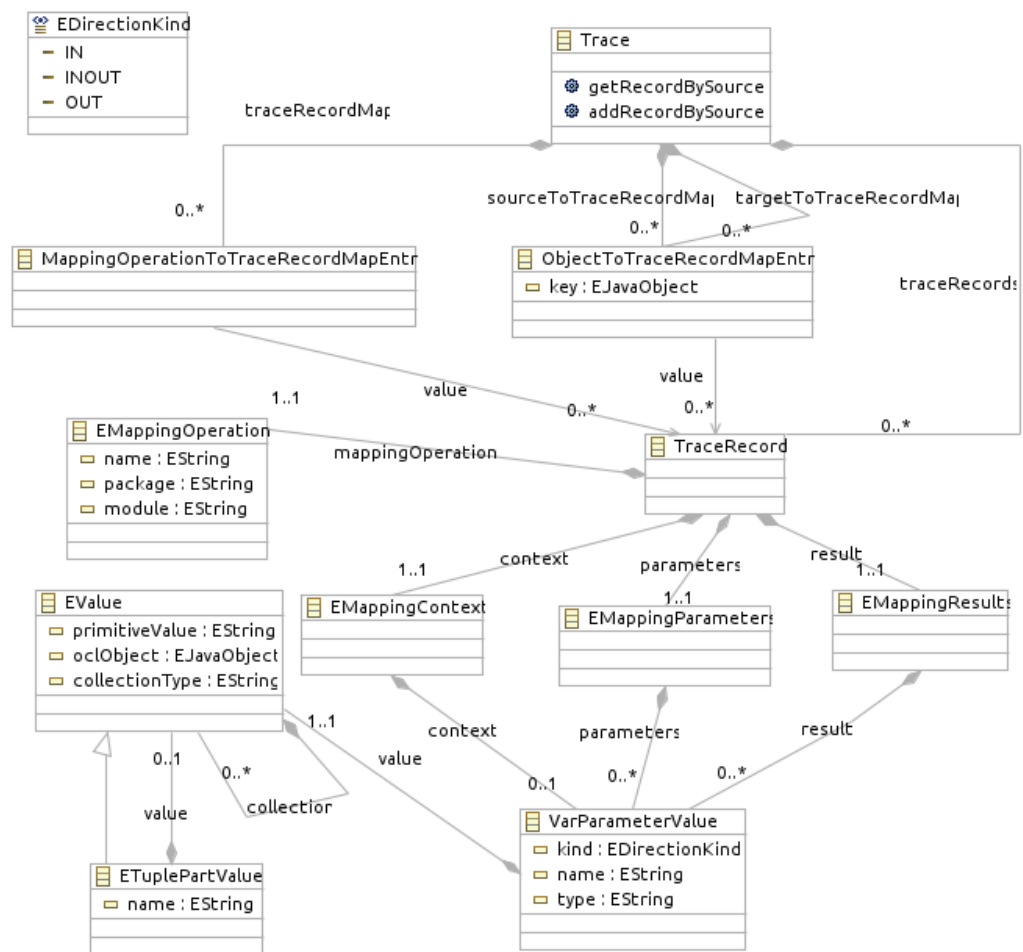 EDirectionKind
IN
INOUT
OUT
Trace
getRecordBySource
addRecordBySource
traceRecordMap
sourceToTraceRecordMap
targetToTraceRecordMap
0..*
0..*
0..*
MappingOperationToTraceRecordMapEntr
ObjectToTraceRecordMapEntr
key : EJavaObject
traceRecords
value
value
1..1
0..*
0..*
0..*
EMappingOperation
name : EString
package : EString
module : EString
mappingOperation
TraceRecord
context
parameters
result
1..1
1..1
1..1
EValue
primitiveValue : EString
oclObject : EJavaObject
collectionType : EString
EMappingContext
EMappingParameters
EMappingResults
1..1
context
parameters
result
value
0..1
0..*
0..1
0..*
0..*
value
collection
VarParameterValue
kind : EDirectionKind
name : EString
type : EString
ETuplePartValue
name : EString